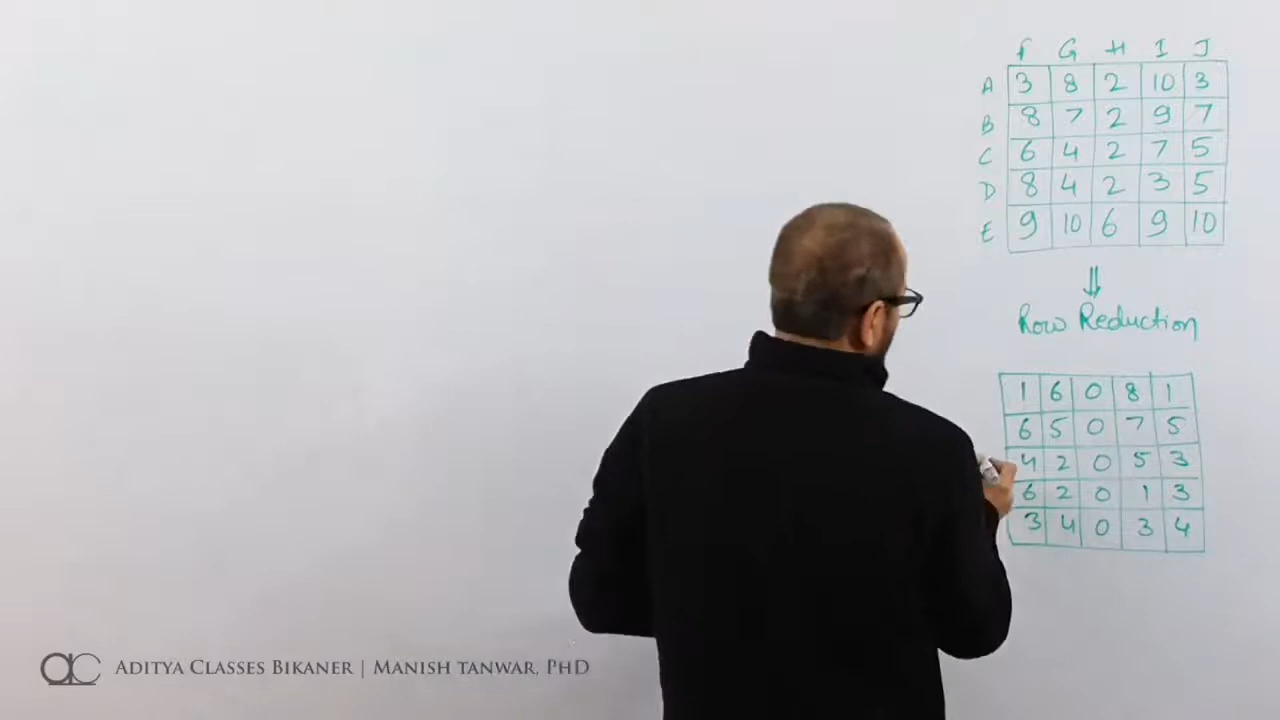 F G H I J
A 3 8 2 10 3
B 8 7 2 9 7
C 6 4 2 7 5
D 8 4 2 3 5
E 9 10 6 9 10
⇓
Row Reduction
1 6 0 8 1
6 5 0 7 5
4 2 0 5 3
6 2 0 1 3
3 4 0 3 4
ac ADITYA CLASSES BIKANER | MANISH TANWAR, PHD